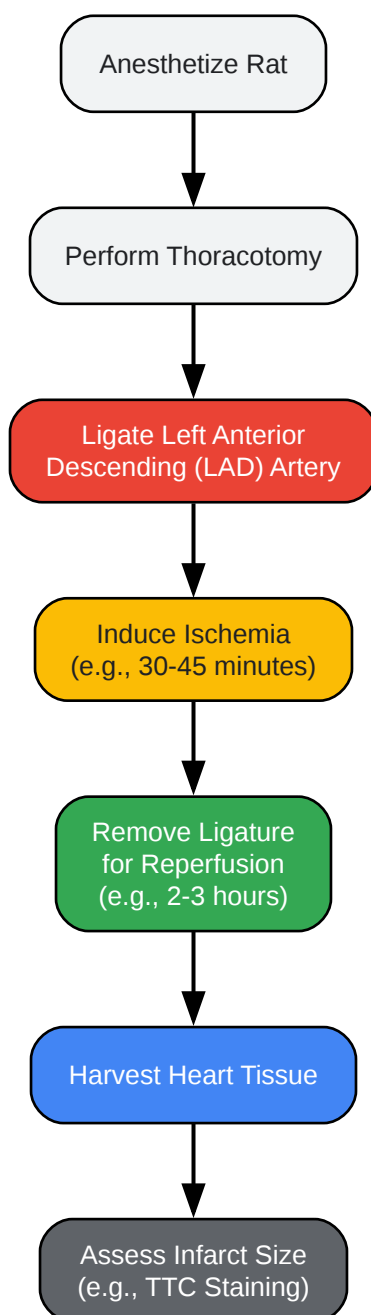 Anesthetize Rat
Perform Thoracotomy
Ligate Left Anterior
Descending (LAD) Artery
Induce Ischemia
(e.g., 30-45 minutes)
Remove Ligature
for Reperfusion
(e.g., 2-3 hours)
Harvest Heart Tissue
Assess Infarct Size
(e.g., TTC Staining)